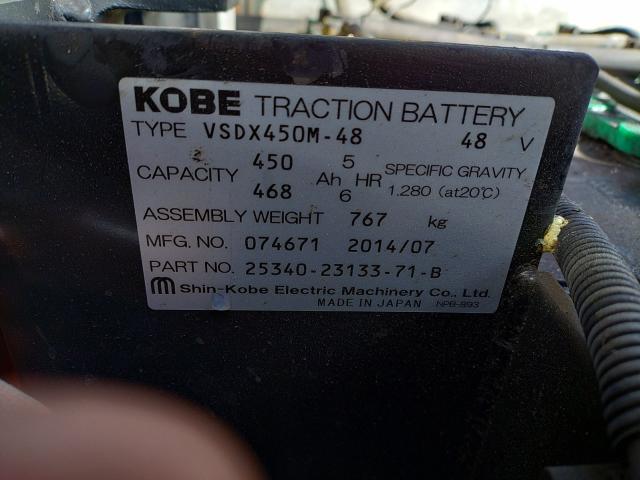 KOBE TRACTION BATTERY
TYPE VSDX450M-48 48 V
CAPACITY 450 468 Ah 5 6 HR SPECIFIC GRAVITY 1.280 (at20℃)
ASSEMBLY WEIGHT 767 kg
MFG. NO. 074671 2014/07
PART NO. 25340-23133-71-B
Shin-Kobe Electric Machinery Co., Ltd.
MADE IN JAPAN NPB-893